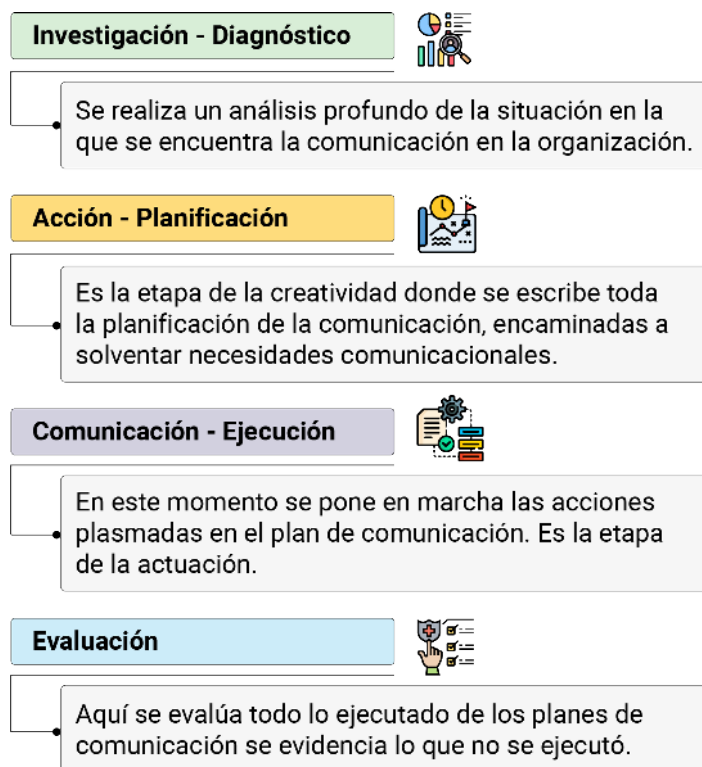 Investigación - Diagnóstico
Se realiza un análisis profundo de la situación en la
que se encuentra la comunicación en la organización.
Acción - Planificación
Es la etapa de la creatividad donde se escribe toda
la planificación de la comunicación, encaminadas a
solventar necesidades comunicacionales.
Comunicación - Ejecución
En este momento se pone en marcha las acciones
plasmadas en el plan de comunicación. Es la etapa
de la actuación.
Evaluación
Aquí se evalúa todo lo ejecutado de los planes de
comunicación se evidencia lo que no se ejecutó.